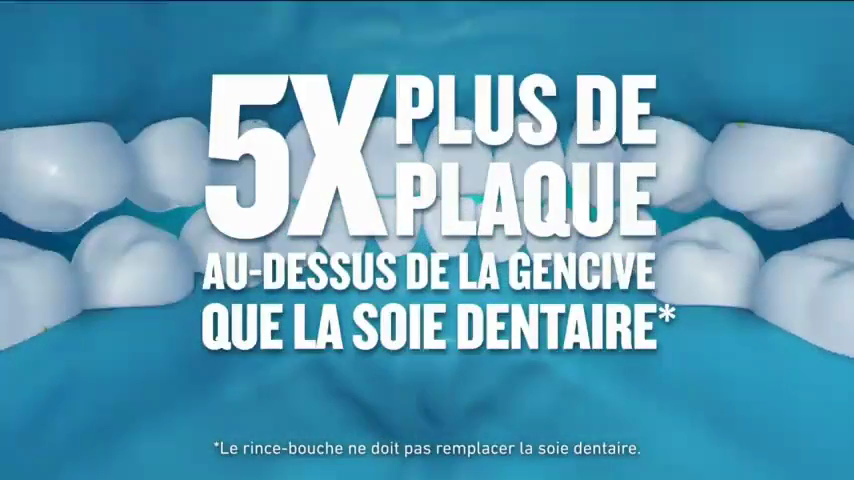 5X PLUS DE
PLAQUE
AU-DESSUS DE LA GENCIVE
QUE LA SOIE DENTAIRE*
*Le rince-bouche ne doit pas remplacer la soie dentaire.